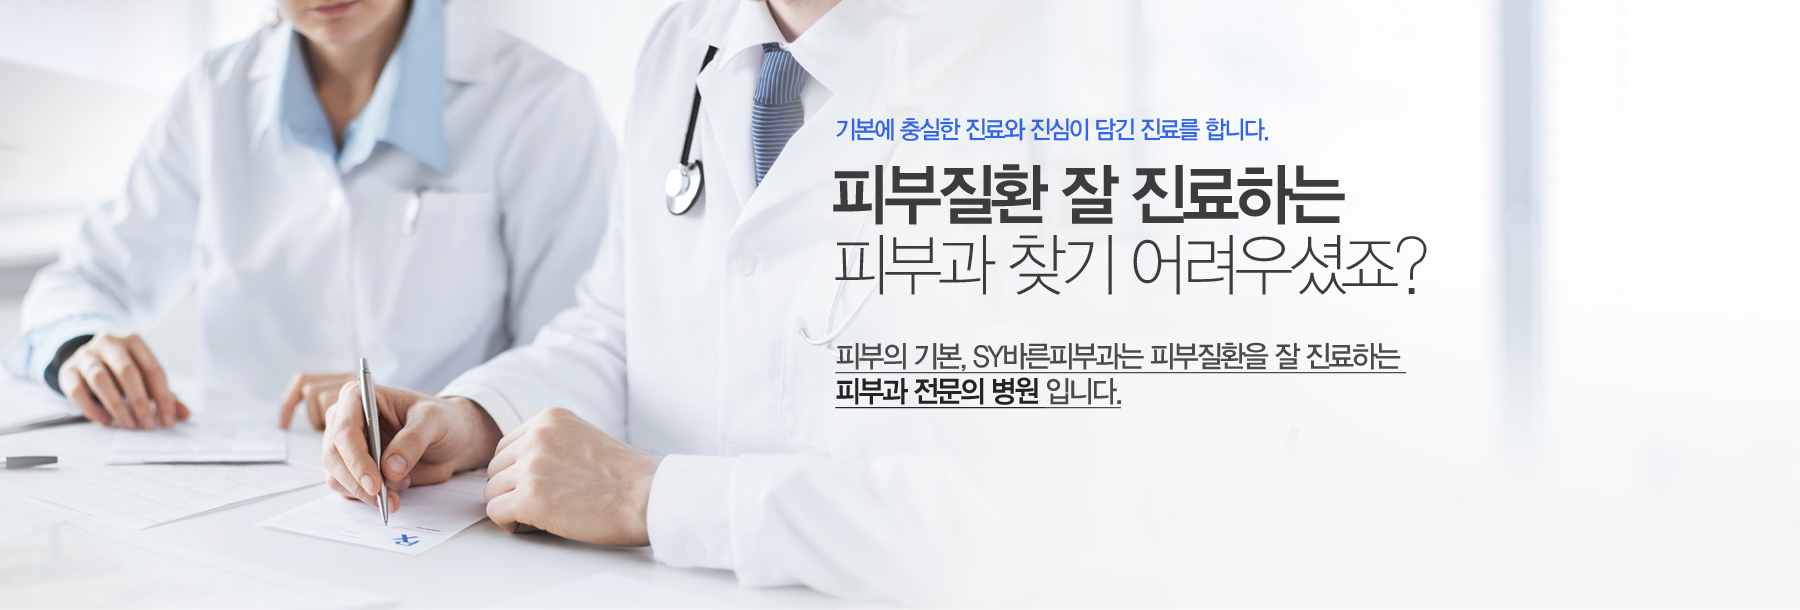 기본에 충실한 진료와 진심이 담긴 진료를 합니다.
피부질환 잘 진료하는
피부과 찾기 어려우셨죠?
피부의 기본, SY바른피부과는 피부질환을 잘 진료하는
피부과 전문의 병원 입니다.
RX